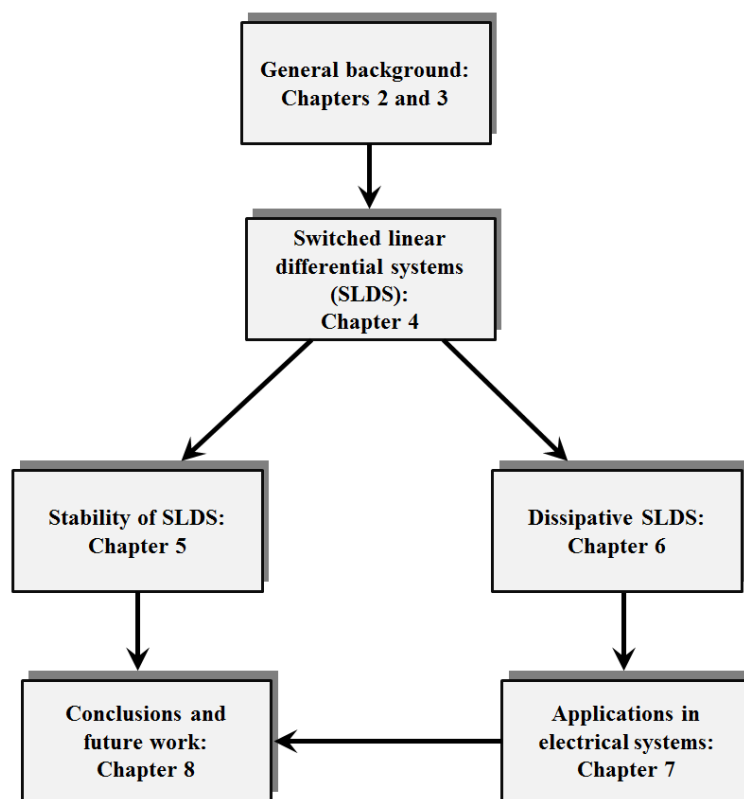 General background:
Chapters 2 and 3
Switched linear
differential systems
(SLDS):
Chapter 4
Stability of SLDS:
Chapter 5
Dissipative SLDS:
Chapter 6
Conclusions and
future work:
Chapter 8
Applications in
electrical systems:
Chapter 7